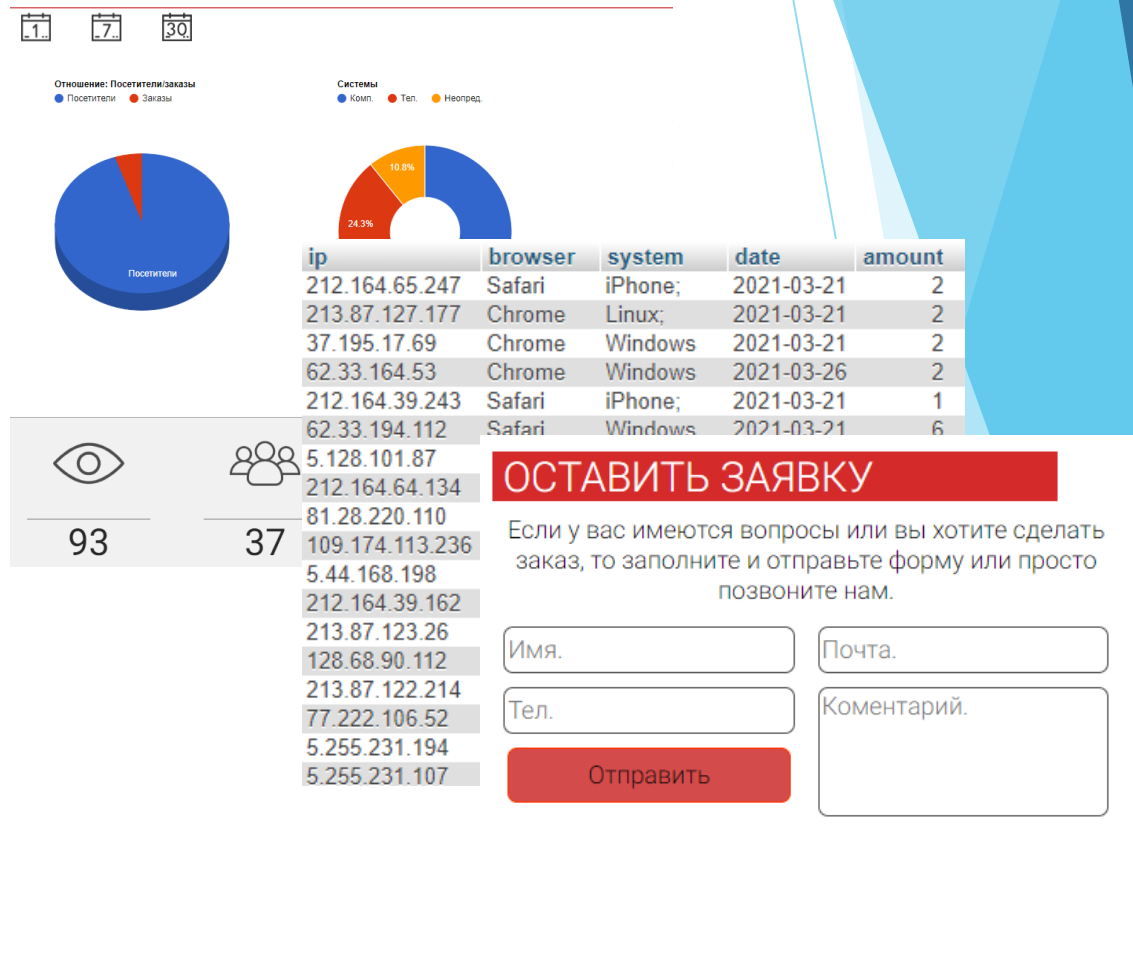 1 7 30
Отношение: Посетители/заказы
Посетители Заказы
Системы
Комп. Тел. Неопред.
10.8%
24.3%
Посетители
ip browser system date amount
212.164.65.247 Safari iPhone; 2021-03-21 2
213.87.127.177 Chrome Linux; 2021-03-21 2
37.195.17.69 Chrome Windows 2021-03-21 2
62.33.164.53 Chrome Windows 2021-03-26 2
212.164.39.243 Safari iPhone; 2021-03-21 1
62.33.194.112 Safari Windows 2021-03-21 6
5.128.101.87
212.164.64.134
81.28.220.110
109.174.113.236
5.44.168.198
212.164.39.162
213.87.123.26
128.68.90.112
213.87.122.214
77.222.106.52
5.255.231.194
5.255.231.107
93 37
ОСТАВИТЬ ЗАЯВКУ
Если у вас имеются вопросы или вы хотите сделать
заказ, то заполните и отправьте форму или просто
позвоните нам.
Имя. Почта.
Тел. Коментарий.
Отправить